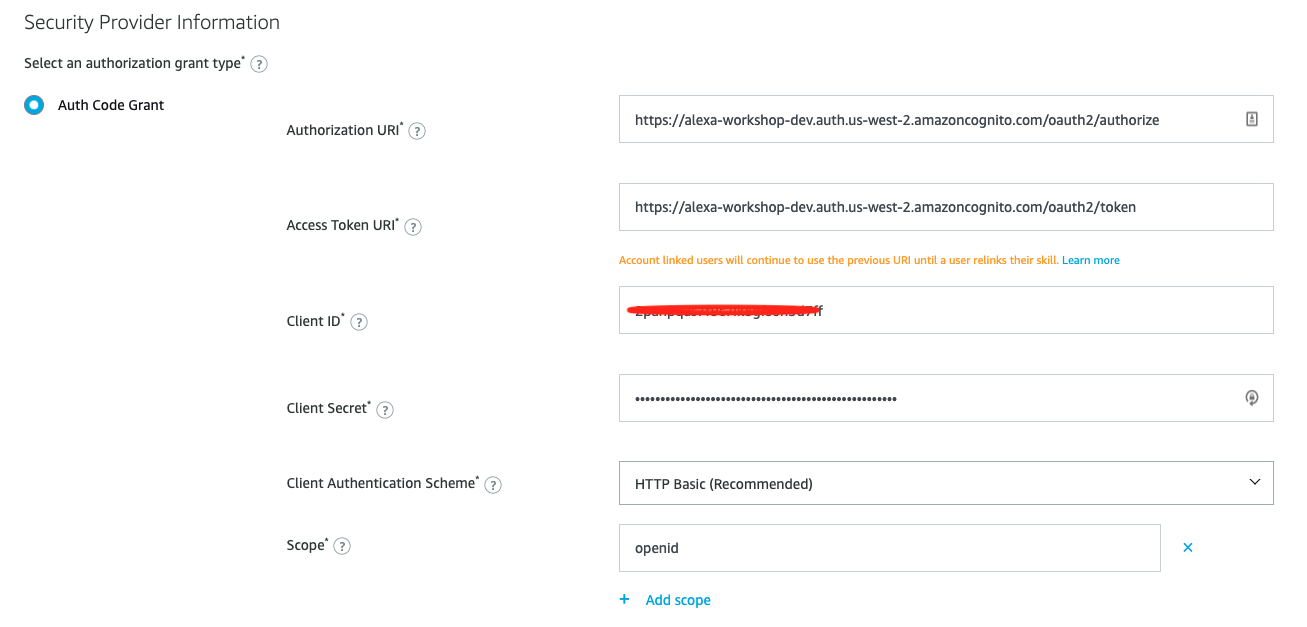 Security Provider Information
Select an authorization grant type* ?
Auth Code Grant
Authorization URI* ?
https://alexa-workshop-dev.auth.us-west-2.amazoncognito.com/oauth2/authorize
Access Token URI* ?
https://alexa-workshop-dev.auth.us-west-2.amazoncognito.com/oauth2/token
Account linked users will continue to use the previous URI until a user relinks their skill. Learn more
Client ID* ?
Client Secret* ?
••••••••••••••••••••••••••••••••••••••••••••••••••••
Client Authentication Scheme* ?
HTTP Basic (Recommended)
Scope* ?
openid
+ Add scope